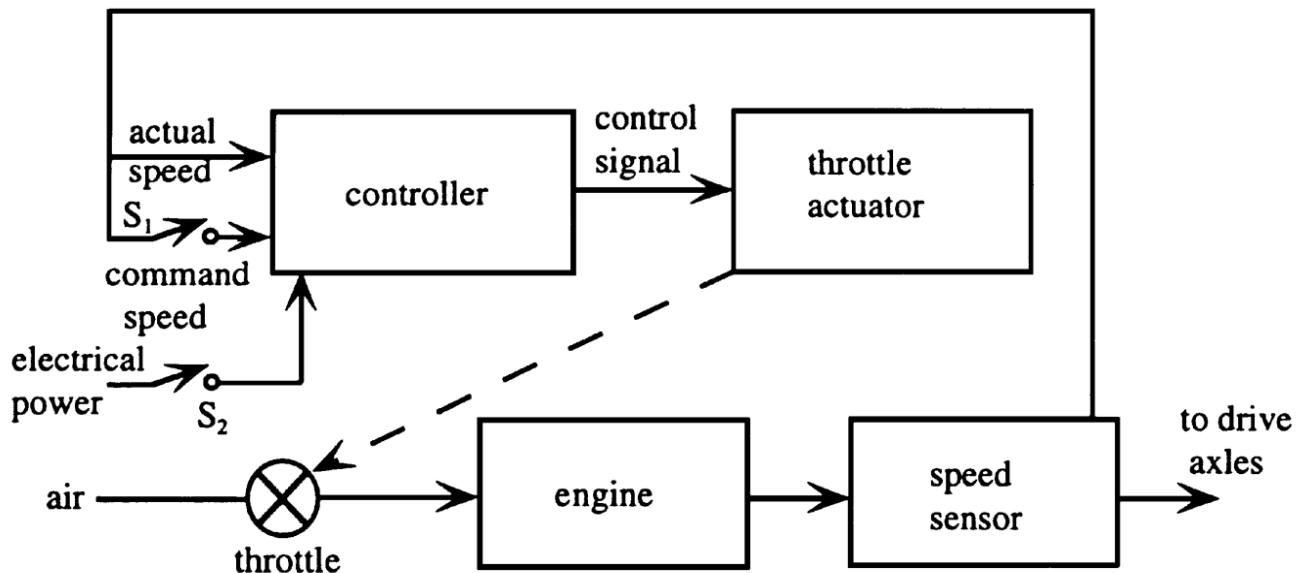 actual
speed
S₁
command
speed
electrical
power
S₂
controller
control
signal
throttle
actuator
air
throttle
engine
speed
sensor
to drive
axles